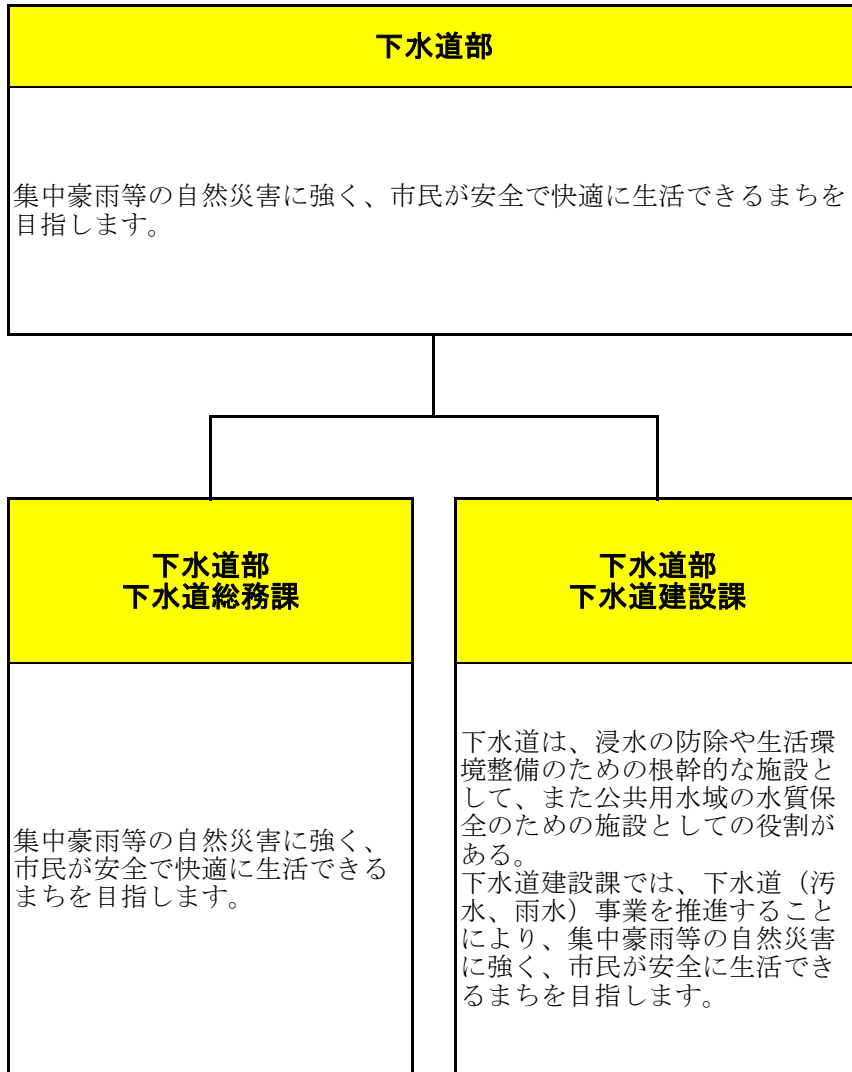 下水道部
集中豪雨等の自然災害に強く、市民が安全で快適に生活できるまちを
目指します。
下水道部
下水道総務課
集中豪雨等の自然災害に強く、
市民が安全で快適に生活できる
まちを目指します。
下水道部
下水道建設課
下水道は、浸水の防除や生活環
境整備のための根幹的な施設と
して、また公共用水域の水質保
全のための施設としての役割が
ある。
下水道建設課では、下水道（汚
水、雨水）事業を推進すること
により、集中豪雨等の自然災害
に強く、市民が安全に生活でき
るまちを目指します。